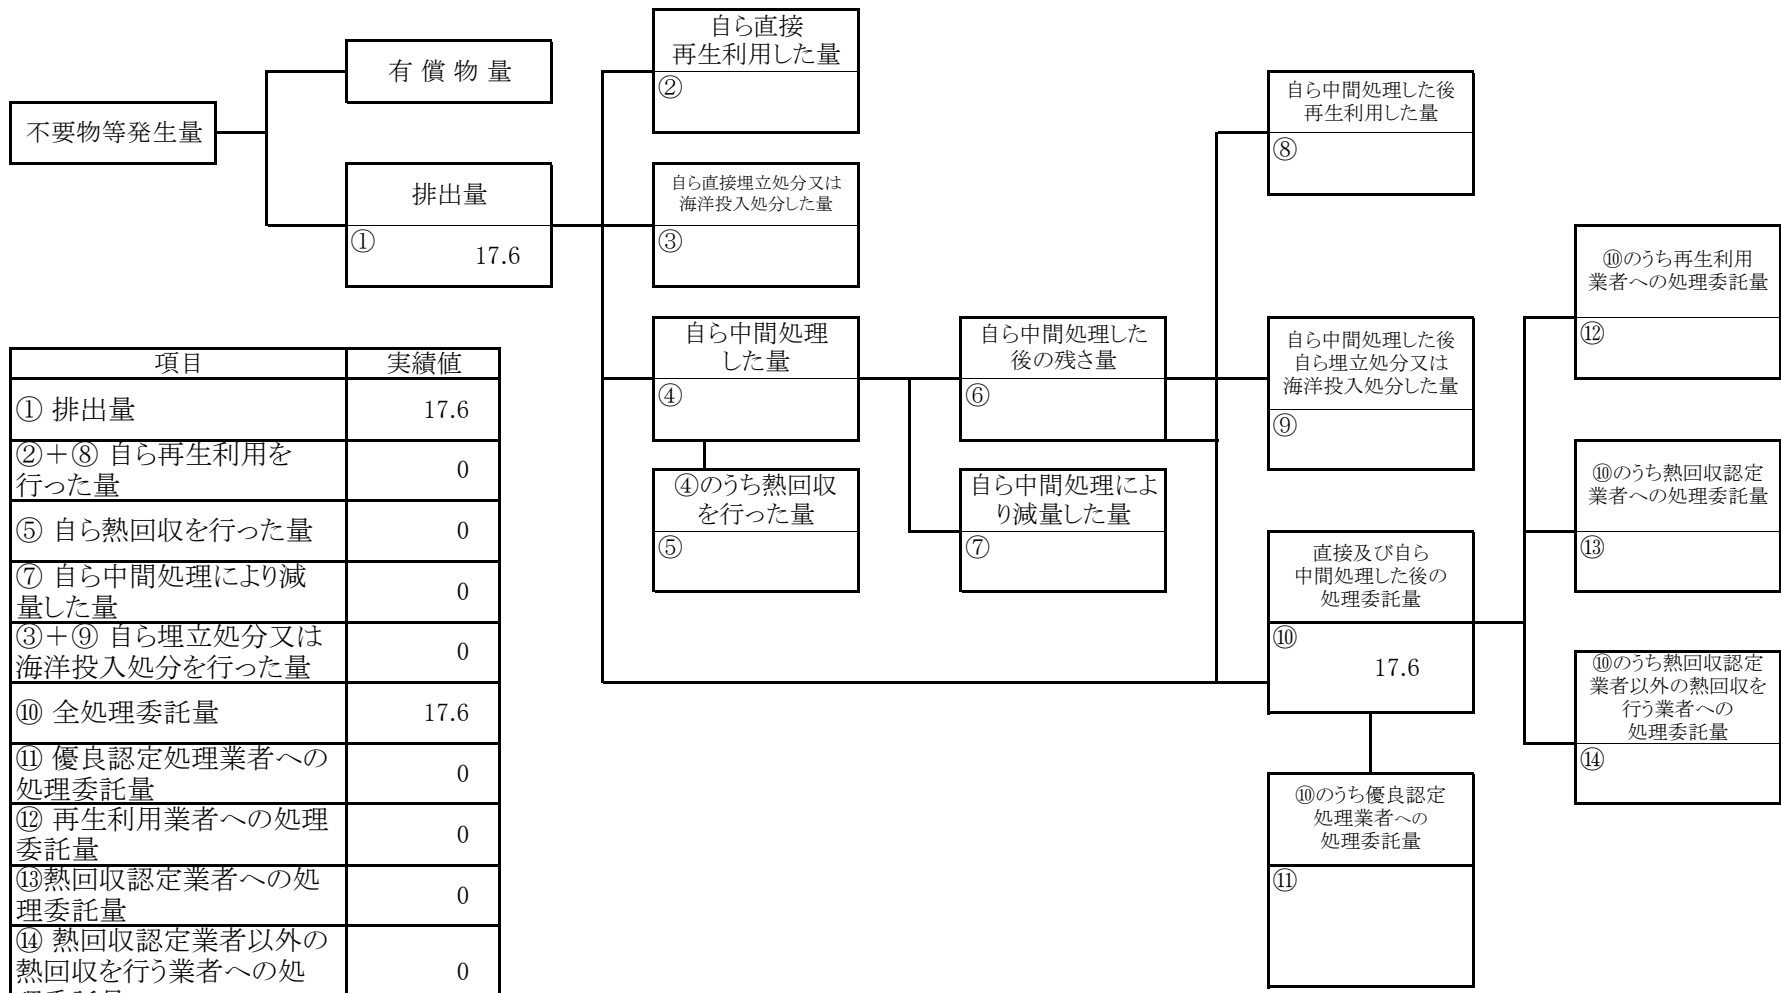 不要物等発生量
有 償 物 量
排出量
①
17.6
自ら直接
再生利用した量
②
自ら直接埋立処分又は
海洋投入処分した量
③
自ら中間処理
した量
④
④のうち熱回収
を行った量
⑤
自ら中間処理した
後の残さ量
⑥
自ら中間処理によ
り減量した量
⑦
自ら中間処理した後
再生利用した量
⑧
自ら中間処理した後
自ら埋立処分又は
海洋投入処分した量
⑨
直接及び自ら
中間処理した後の
処理委託量
⑩
17.6
⑩のうち優良認定
処理業者への
処理委託量
⑪
⑩のうち再生利用
業者への処理委託量
⑫
⑩のうち熱回収認定
業者への処理委託量
⑬
⑩のうち熱回収認定
業者以外の熱回収を
行う業者への
処理委託量
⑭
項目 実績値
① 排出量 17.6
②＋⑧ 自ら再生利用を
行った量 0
⑤ 自ら熱回収を行った量 0
⑦ 自ら中間処理により減
量した量 0
③＋⑨ 自ら埋立処分又は
海洋投入処分を行った量 0
⑩ 全処理委託量 17.6
⑪ 優良認定処理業者への
処理委託量 0
⑫ 再生利用業者への処理
委託量 0
⑬熱回収認定業者への処
理委託量 0
⑭ 熱回収認定業者以外の
熱回収を行う業者への処 0